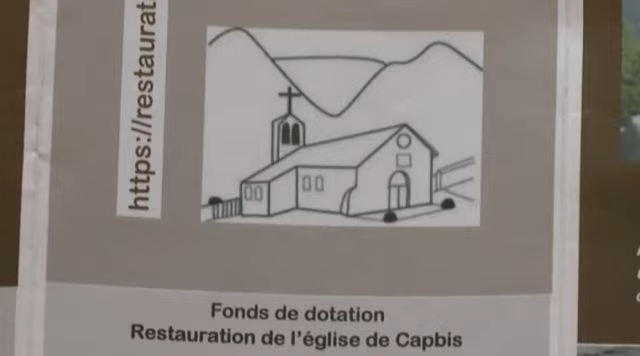 https://restaurat
Fonds de dotation
Restauration de l'église de Capbis